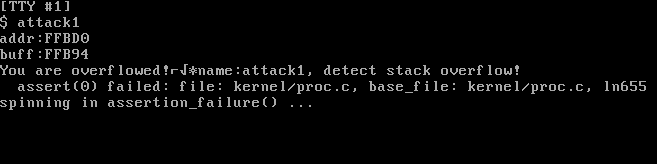 [TTY #1]
$ attack1
addr:FFBD0
buff:FFB94
You are overflowed!⌐√*name:attack1, detect stack overflow!
  assert(0) failed: file: kernel/proc.c, base_file: kernel/proc.c, ln655
spinning in assertion_failure() ...